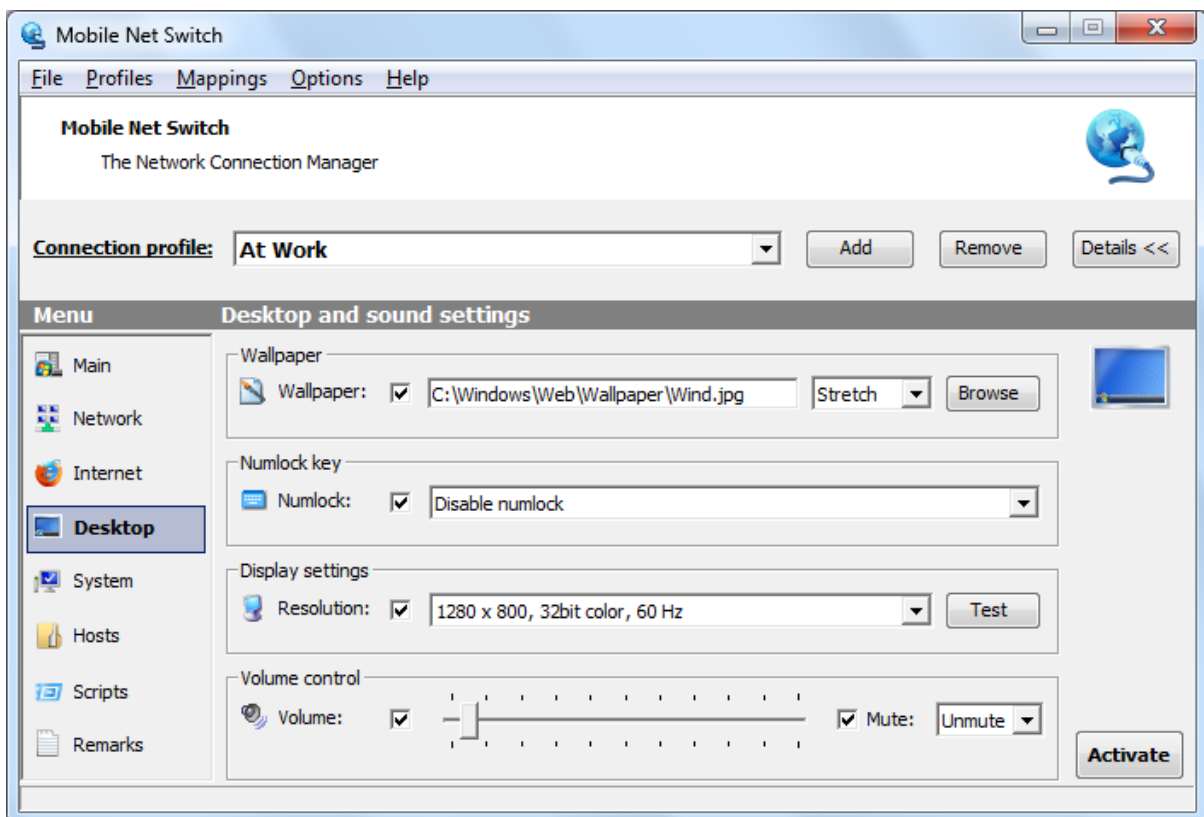 Mobile Net Switch
File Profiles Mappings Options Help
Mobile Net Switch
The Network Connection Manager
Connection profile: At Work Add Remove Details <<
Menu Desktop and sound settings
Main
Network
Internet
Desktop
System
Hosts
Scripts
Remarks
Wallpaper
Wallpaper: C:\Windows\Web\Wallpaper\Wind.jpg Stretch Browse
Numlock key
Numlock: Disable numlock
Display settings
Resolution: 1280 x 800, 32bit color, 60 Hz Test
Volume control
Volume: Mute: Unmute
Activate